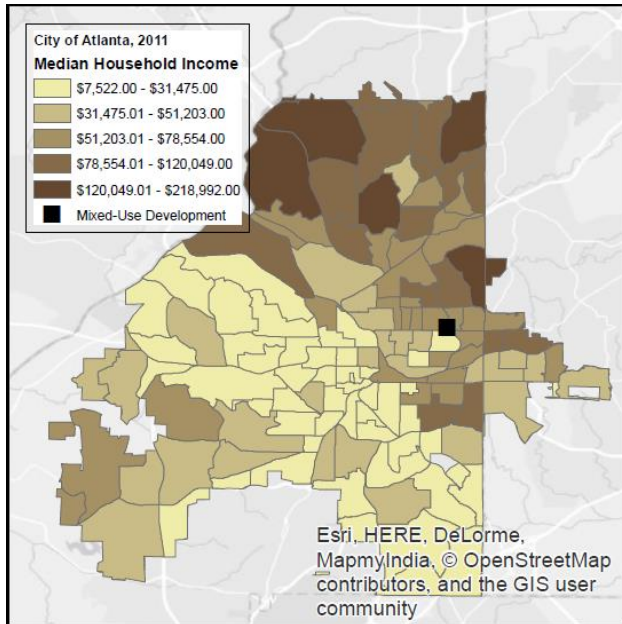 City of Atlanta, 2011
Median Household Income
$7,522.00 - $31,475.00
$31,475.01 - $51,203.00
$51,203.01 - $78,554.00
$78,554.01 - $120,049.00
$120,049.01 - $218,992.00
Mixed-Use Development
Esri, HERE, DeLorme,
MapmyIndia, © OpenStreetMap
contributors, and the GIS user
community